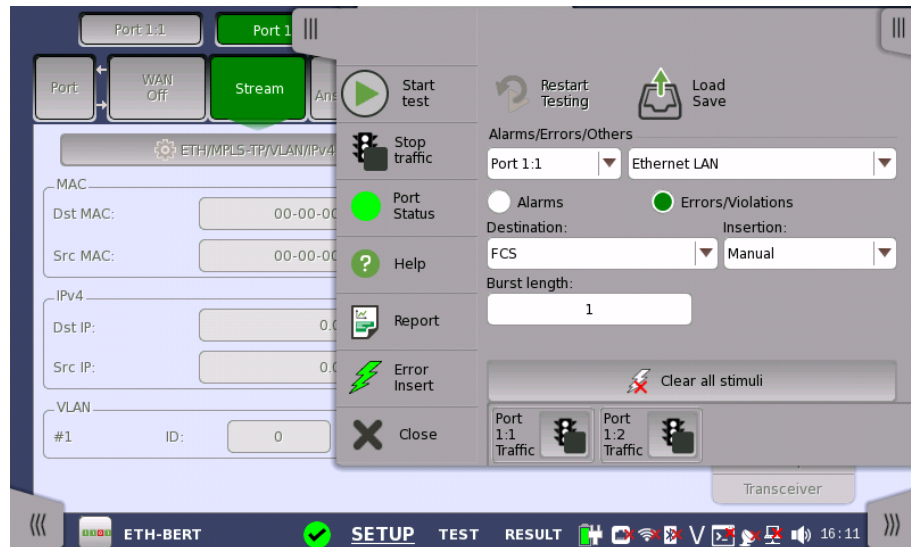 Port 1:1
Port 1
Port
WAN
Off
Stream
ETH/MPLS-TP/VLAN/IPv4
MAC
Dst MAC:
00-00-00
Src MAC:
00-00-00
IPv4
Dst IP:
0.0
Src IP:
0.0
VLAN
#1
ID:
0
Start
test
Stop
traffic
Port
Status
Help
Report
Error
Insert
Close
Restart
Testing
Load
Save
Alarms/Errors/Others
Port 1:1
Ethernet LAN
Alarms
Errors/Violations
Destination:
Insertion:
FCS
Manual
Burst length:
1
Clear all stimuli
Port
1:1
Traffic
Port
1:2
Traffic
Transceiver
ETH-BERT
SETUP
TEST
RESULT
V
16:11